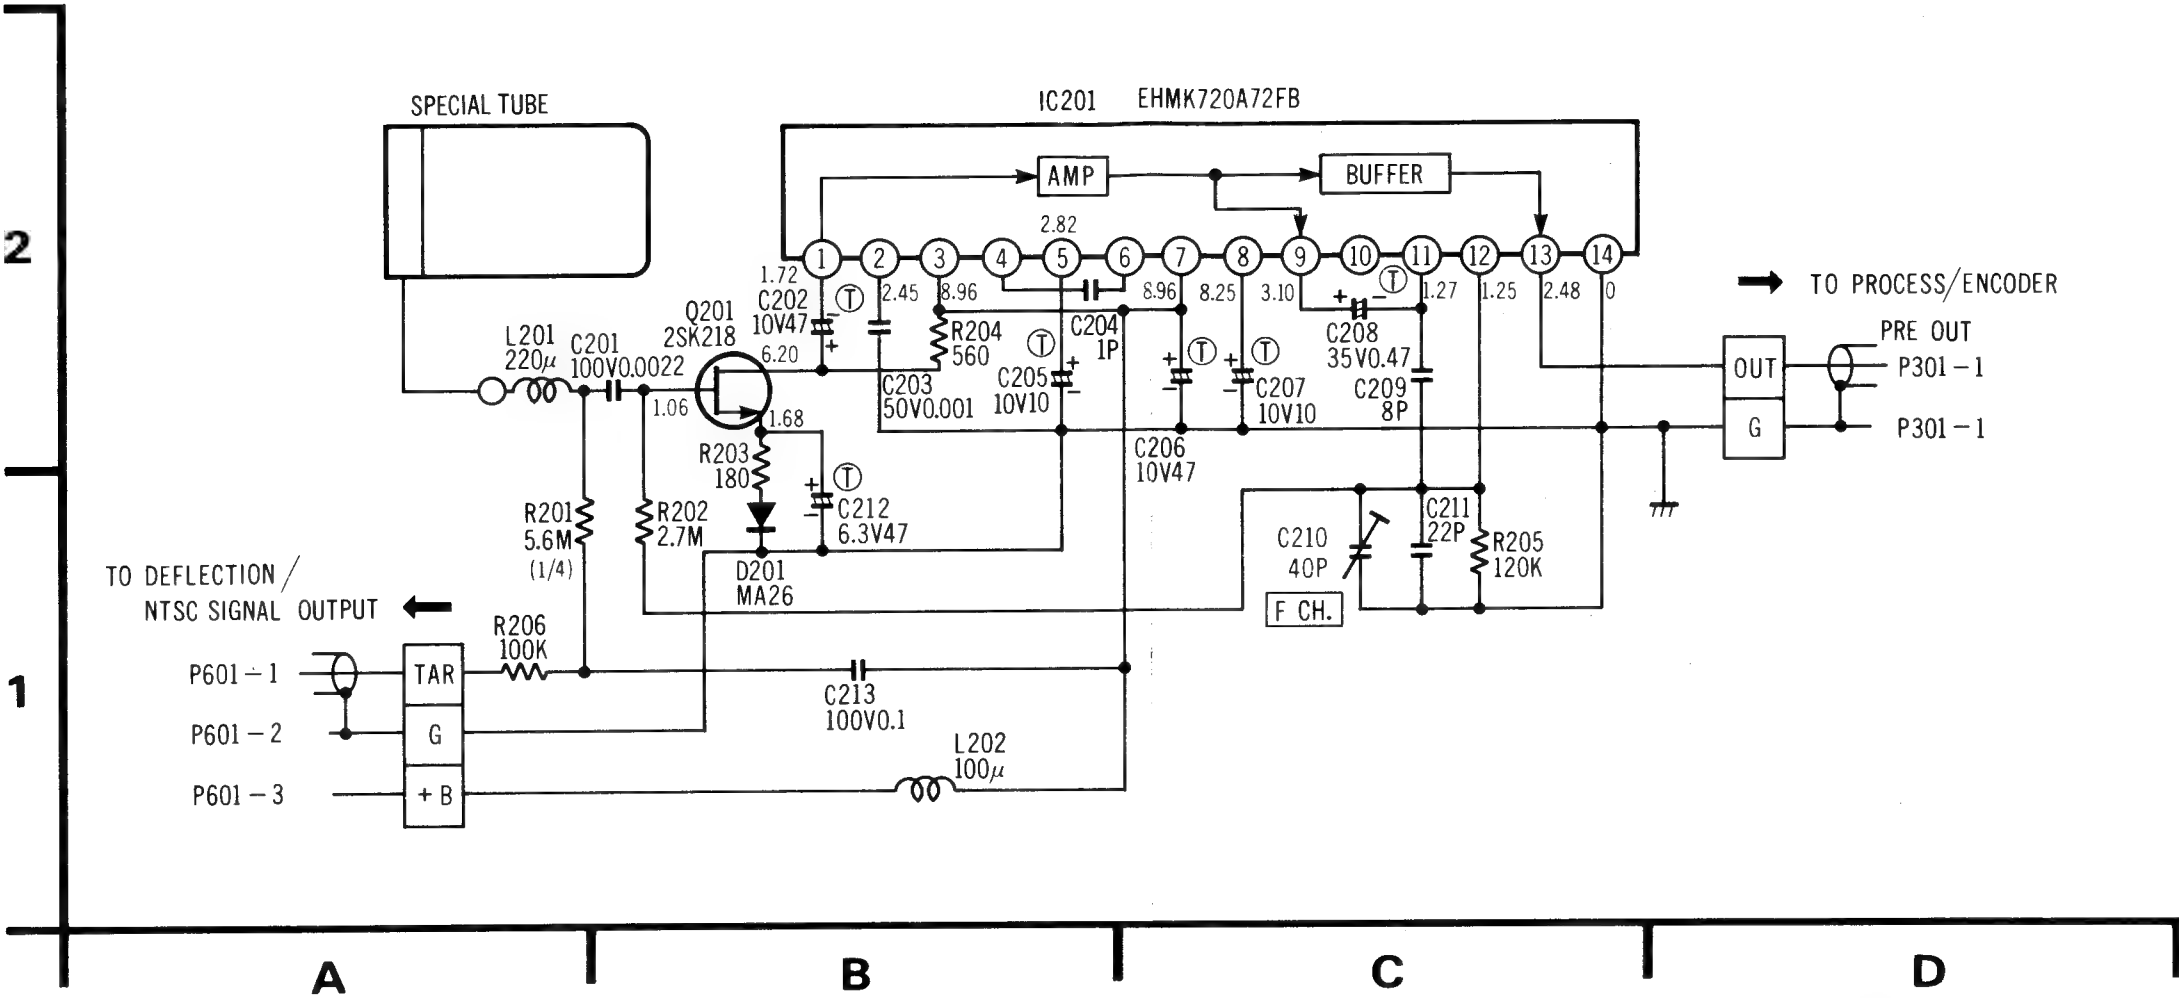 SPECIAL TUBE
IC201 EHMK720A72FB
AMP
BUFFER
2.82
1 2 3 4 5 6 7 8 9 10 11 12 13 14
2
1.72
2.45
8.96
8.96
8.25
3.10
1.27
1.25
2.48
0
TO PROCESS/ENCODER
C202
10V47
T
Q201
2SK218
6.20
L201
220μ
C201
100V0.0022
1.06
1.68
R204
560
C203
50V0.001
C204
1P
T
C205
10V10
T
T
C207
10V10
C206
10V47
T
C208
35V0.47
C209
8P
PRE OUT
OUT
P301-1
G
P301-1
R203
180
T
C212
6.3V47
R201
5.6M
(1/4)
R202
2.7M
D201
MA26
C210
40P
F CH.
C211
22P
R205
120K
TO DEFLECTION/
NTSC SIGNAL OUTPUT
R206
100K
1
P601-1
TAR
C213
100V0.1
P601-2
G
L202
100μ
P601-3
+B
A
B
C
D